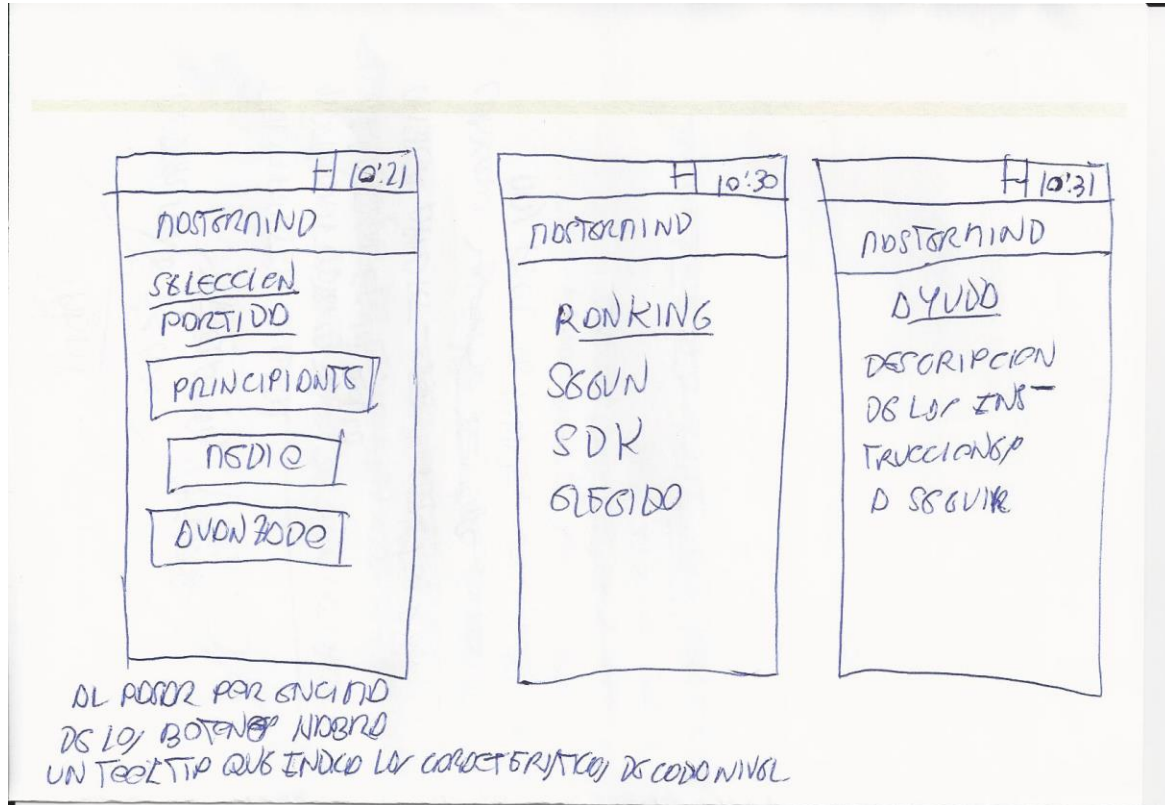 10:21
MASTERMIND
SELECCION
PARTIDA
PRINCIPIANTE
MEDIO
AVANZADO
10:30
MASTERMIND
RANKING
SEGUN
SDK
ELEGIDO
10:31
MASTERMIND
AYUDA
DESCRIPCION
DE LAS INS-
TRUCCIONES
A SEGUIR
AL PASAR POR ENCIMA
DE LOS BOTONES HABRA
UN TOOLTIP QUE INDICA LAS CARACTERISTICAS DE CADA NIVEL